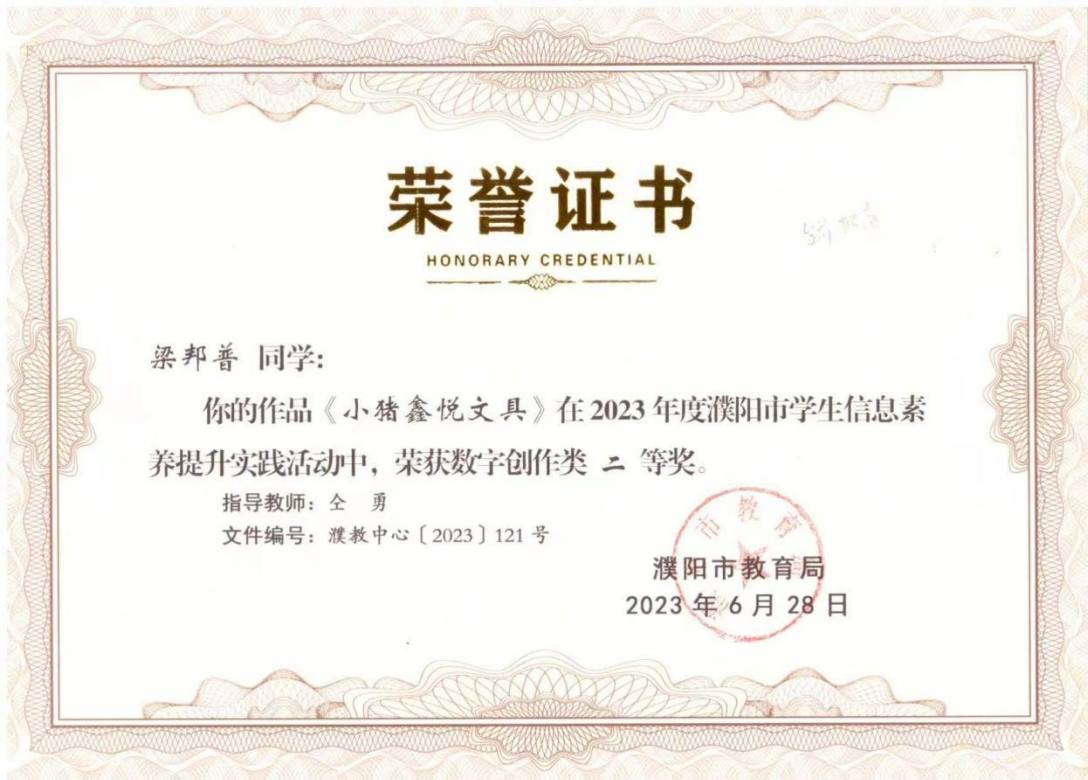 荣誉证书
HONORARY CREDENTIAL
梁邦普 同学:
你的作品《小猪鑫悦文具》在2023年度濮阳市学生信息素
养提升实践活动中,荣获数字创作类 二 等奖。
指导教师:仝 勇
文件编号:濮教中心〔2023〕121号
市教育
濮阳市教育局
2023年6月28日